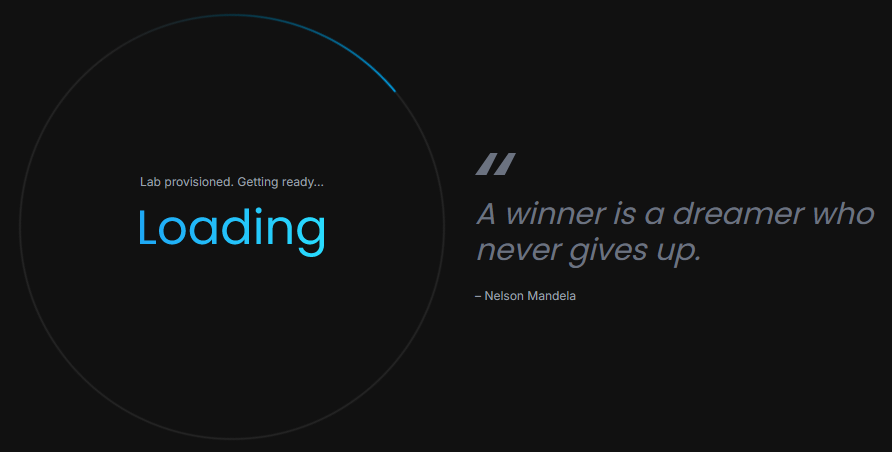 Lab provisioned. Getting ready...
Loading
"
A winner is a dreamer who
never gives up.
– Nelson Mandela